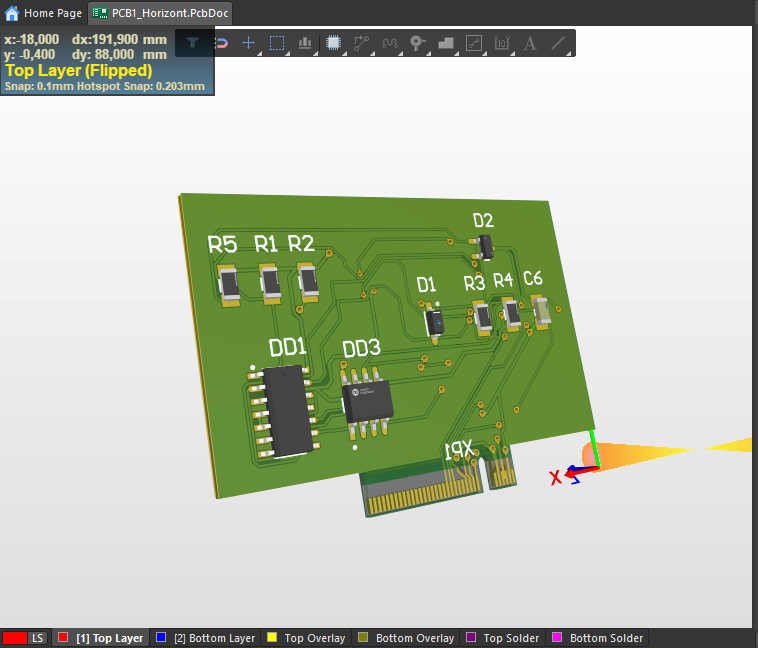 Home Page PCB1_Horizont.PcbDoc
x:-18,000 dx:191,900 mm
y: -0,400 dy: 88,000 mm
Top Layer (Flipped)
Snap: 0.1mm Hotspot Snap: 0.203mm
A
D2
R5 R1 R2
D1 R3 R4 C6
DD1 DD3
XP1
X
Z
LS [1] Top Layer [2] Bottom Layer Top Overlay Bottom Overlay Top Solder Bottom Solder